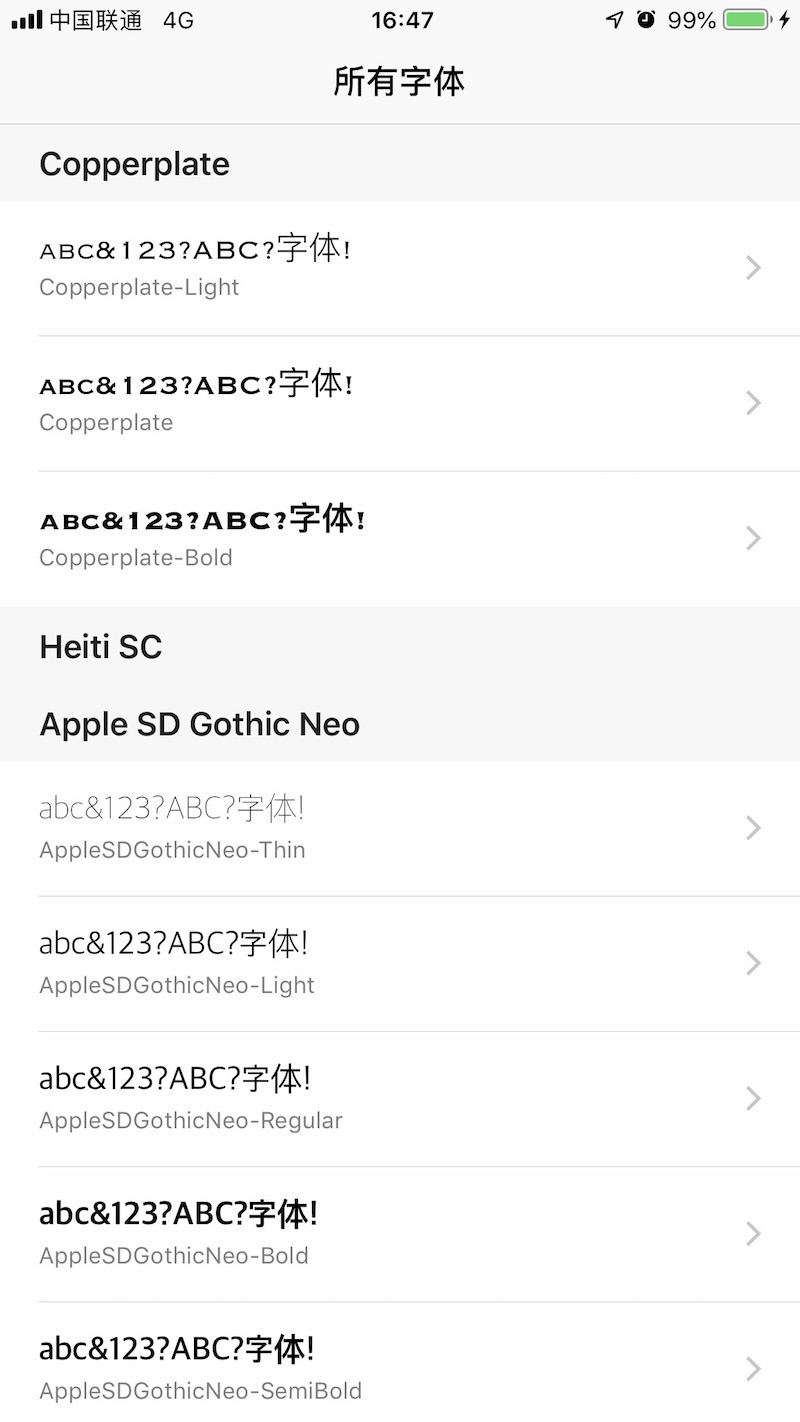 中国联通 4G 16:47 99%
所有字体
Copperplate
abc&123?ABC?字体!
Copperplate-Light
abc&123?ABC?字体!
Copperplate
abc&123?ABC?字体!
Copperplate-Bold
Heiti SC
Apple SD Gothic Neo
abc&123?ABC?字体!
AppleSDGothicNeo-Thin
abc&123?ABC?字体!
AppleSDGothicNeo-Light
abc&123?ABC?字体!
AppleSDGothicNeo-Regular
abc&123?ABC?字体!
AppleSDGothicNeo-Bold
abc&123?ABC?字体!
AppleSDGothicNeo-SemiBold